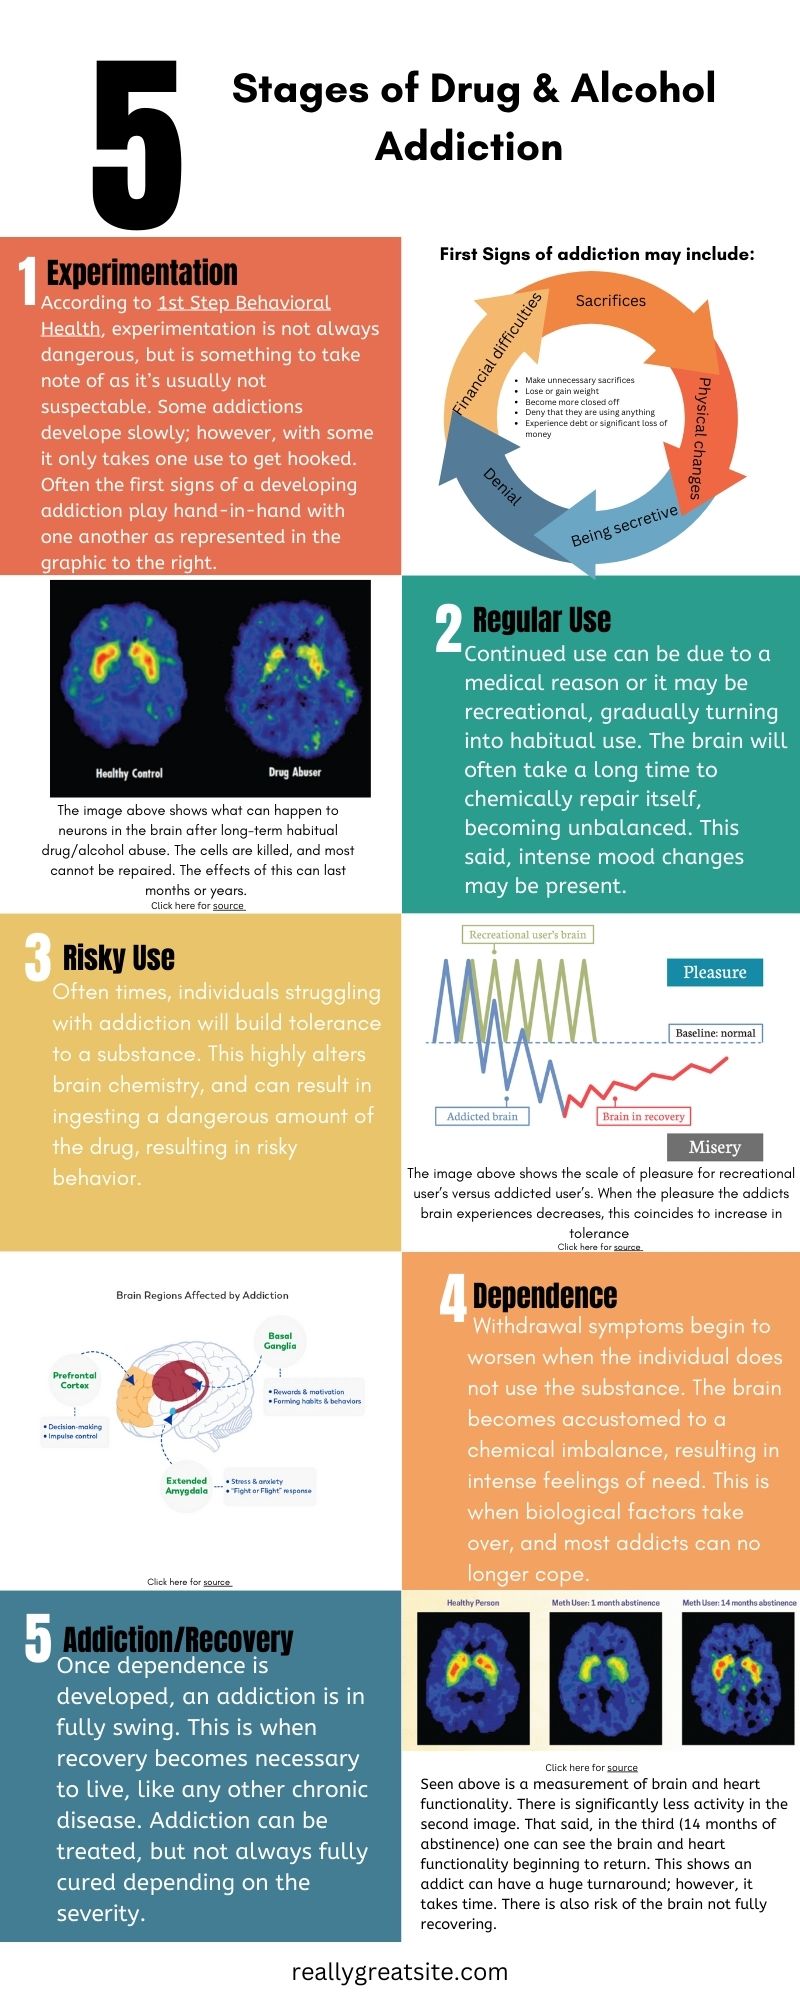 5
Stages of Drug & Alcohol
Addiction
1
Experimentation
According to 1st Step Behavioral
Health, experimentation is not always
dangerous, but is something to take
note of as it's usually not
suspectable. Some addictions
develope slowly; however, with some
it only takes one use to get hooked.
Often the first signs of a developing
addiction play hand-in-hand with
one another as represented in the
graphic to the right.
First Signs of addiction may include:
Sacrifices
Physical changes
Being secretive
Denial
Financial difficulties
• Make unnecessary sacrifices
• Lose or gain weight
• Become more closed off
• Deny that they are using anything
• Experience debt or significant loss of
money
Healthy Control
Drug Abuser
The image above shows what can happen to
neurons in the brain after long-term habitual
drug/alcohol abuse. The cells are killed, and most
cannot be repaired. The effects of this can last
months or years.
Click here for source
2
Regular Use
Continued use can be due to a
medical reason or it may be
recreational, gradually turning
into habitual use. The brain will
often take a long time to
chemically repair itself,
becoming unbalanced. This
said, intense mood changes
may be present.
3
Risky Use
Often times, individuals struggling
with addiction will build tolerance
to a substance. This highly alters
brain chemistry, and can result in
ingesting a dangerous amount of
the drug, resulting in risky
behavior.
Recreational user's brain
Pleasure
Baseline: normal
Addicted brain
Brain in recovery
Misery
The image above shows the scale of pleasure for recreational
user's versus addicted user's. When the pleasure the addicts
brain experiences decreases, this coincides to increase in
tolerance
Click here for source
Brain Regions Affected by Addiction
Basal
Ganglia
• Rewards & motivation
• Forming habits & behaviors
Prefrontal
Cortex
• Decision-making
• Impulse control
Extended
Amygdala
• Stress & anxiety
• "Fight or Flight" response
Click here for source
4
Dependence
Withdrawal symptoms begin to
worsen when the individual does
not use the substance. The brain
becomes accustomed to a
chemical imbalance, resulting in
intense feelings of need. This is
when biological factors take
over, and most addicts can no
longer cope.
5
Addiction/Recovery
Once dependence is
developed, an addiction is in
fully swing. This is when
recovery becomes necessary
to live, like any other chronic
disease. Addiction can be
treated, but not always fully
cured depending on the
severity.
Healthy Person
Meth User: 1 month abstinence
Meth User: 14 months abstinence
Click here for source
Seen above is a measurement of brain and heart
functionality. There is significantly less activity in the
second image. That said, in the third (14 months of
abstinence) one can see the brain and heart
functionality beginning to return. This shows an
addict can have a huge turnaround; however, it
takes time. There is also risk of the brain not fully
recovering.
reallygreatsite.com